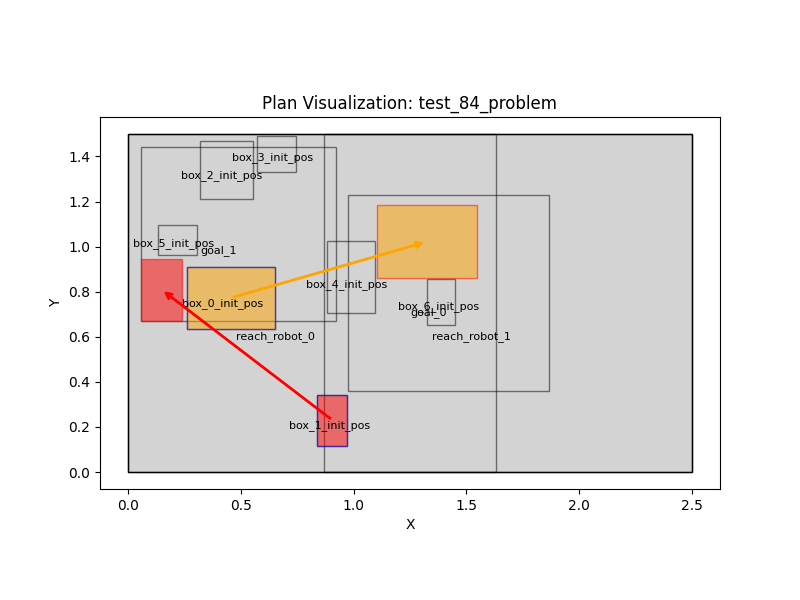 Plan Visualization: test_84_problem
box_3_init_pos
box_2_init_pos
box_5_init_pos
goal_1
box_4_init_pos
box_0_init_pos
box_6_init_pos
goal_0
reach_robot_0
reach_robot_1
box_1_init_pos
Y
1.4
1.2
1.0
0.8
0.6
0.4
0.2
0.0
0.0 0.5 1.0 1.5 2.0 2.5
X